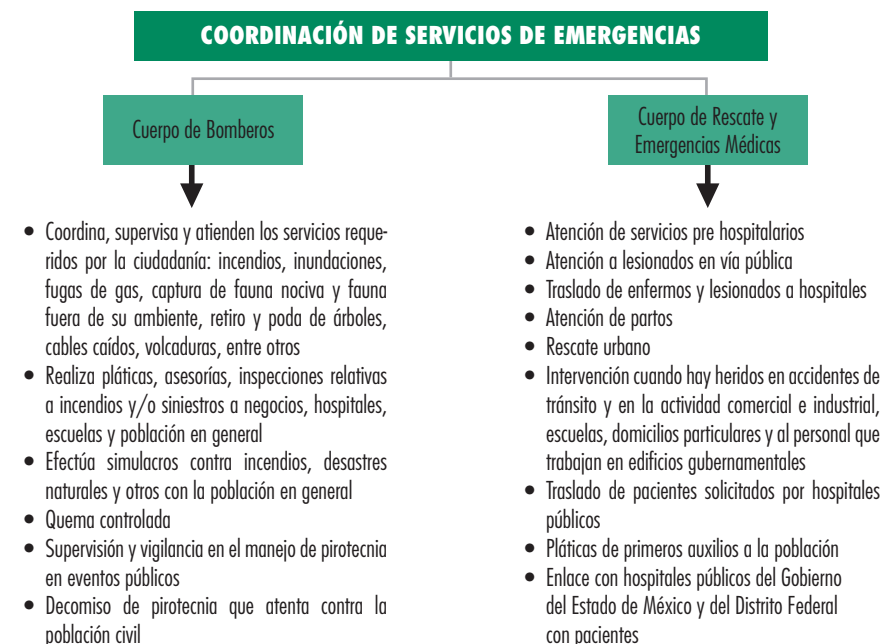 COORDINACIÓN DE SERVICIOS DE EMERGENCIAS
Cuerpo de Bomberos
• Coordina, supervisa y atienden los servicios reque-
ridos por la ciudadanía: incendios, inundaciones,
fugas de gas, captura de fauna nociva y fauna
fuera de su ambiente, retiro y poda de árboles,
cables caídos, volcaduras, entre otros
• Realiza pláticas, asesorías, inspecciones relativas
a incendios y/o siniestros a negocios, hospitales,
escuelas y población en general
• Efectúa simulacros contra incendios, desastres
naturales y otros con la población en general
• Quema controlada
• Supervisión y vigilancia en el manejo de pirotecnia
en eventos públicos
• Decomiso de pirotecnia que atenta contra la
población civil
Cuerpo de Rescate y
Emergencias Médicas
• Atención de servicios pre hospitalarios
• Atención a lesionados en vía pública
• Traslado de enfermos y lesionados a hospitales
• Atención de partos
• Rescate urbano
• Intervención cuando hay heridos en accidentes de
tránsito y en la actividad comercial e industrial,
escuelas, domicilios particulares y al personal que
trabajan en edificios gubernamentales
• Traslado de pacientes solicitados por hospitales
públicos
• Pláticas de primeros auxilios a la población
• Enlace con hospitales públicos del Gobierno
del Estado de México y del Distrito Federal
con pacientes